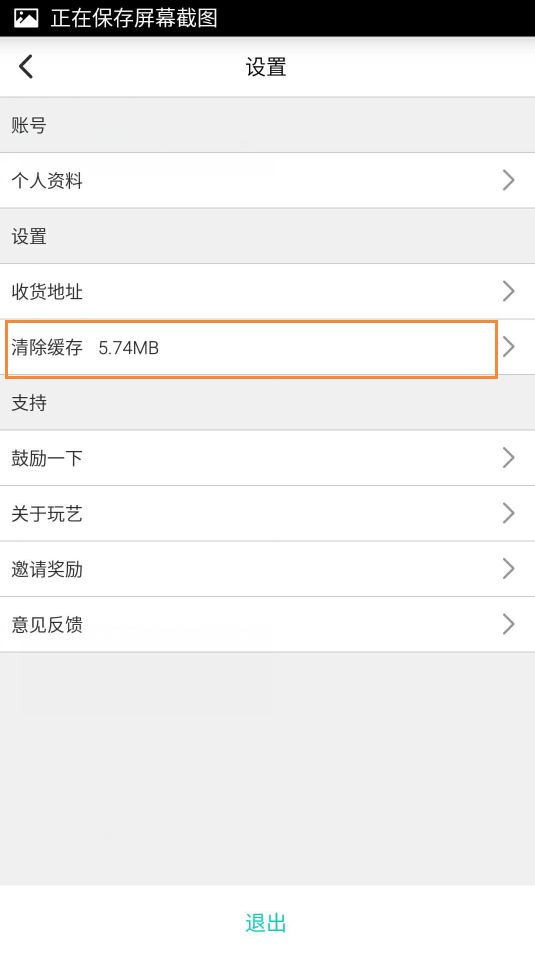 正在保存屏幕截图
设置
账号
个人资料
设置
收货地址
清除缓存 5.74MB
支持
鼓励一下
关于玩艺
邀请奖励
意见反馈
退出